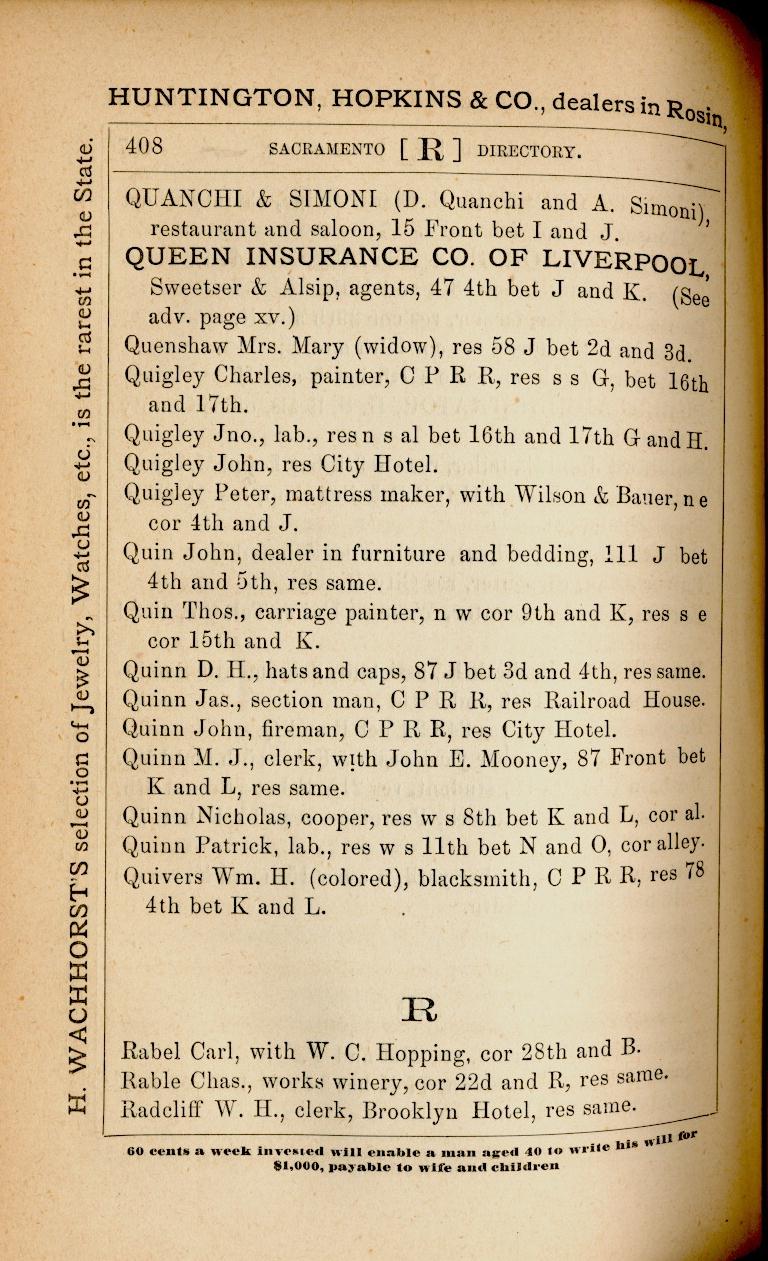 HUNTINGTON, HOPKINS & CO., dealers in Rosin,
408 SACRAMENTO [ R ] DIRECTORY.
QUANCHI & SIMONI (D. Quanchi and A. Simoni),
restaurant and saloon, 15 Front bet I and J.
QUEEN INSURANCE CO. OF LIVERPOOL,
Sweetser & Alsip, agents, 47 4th bet J and K. (See
adv. page xv.)
Quenshaw Mrs. Mary (widow), res 58 J bet 2d and 3d.
Quigley Charles, painter, C P R R, res s s G, bet 16th
and 17th.
Quigley Jno., lab., res n s al bet 16th and 17th G and H.
Quigley John, res City Hotel.
Quigley Peter, mattress maker, with Wilson & Bauer, n e
cor 4th and J.
Quin John, dealer in furniture and bedding, 111 J bet
4th and 5th, res same.
Quin Thos., carriage painter, n w cor 9th and K, res s e
cor 15th and K.
Quinn D. H., hats and caps, 87 J bet 3d and 4th, res same.
Quinn Jas., section man, C P R R, res Railroad House.
Quinn John, fireman, C P R R, res City Hotel.
Quinn M. J., clerk, with John E. Mooney, 87 Front bet
K and L, res same.
Quinn Nicholas, cooper, res w s 8th bet K and L, cor al.
Quinn Patrick, lab., res w s 11th bet N and O, cor alley.
Quivers Wm. H. (colored), blacksmith, C P R R, res 78
4th bet K and L.
R
Rabel Carl, with W. C. Hopping, cor 28th and B.
Rable Chas., works winery, cor 22d and R, res same.
Radcliff W. H., clerk, Brooklyn Hotel, res same.
60 cents a week invested will enable a man aged 40 to write his will for
$1,000, payable to wife and children
H. WACHHORST'S selection of Jewelry, Watches, etc., is the rarest in the State.